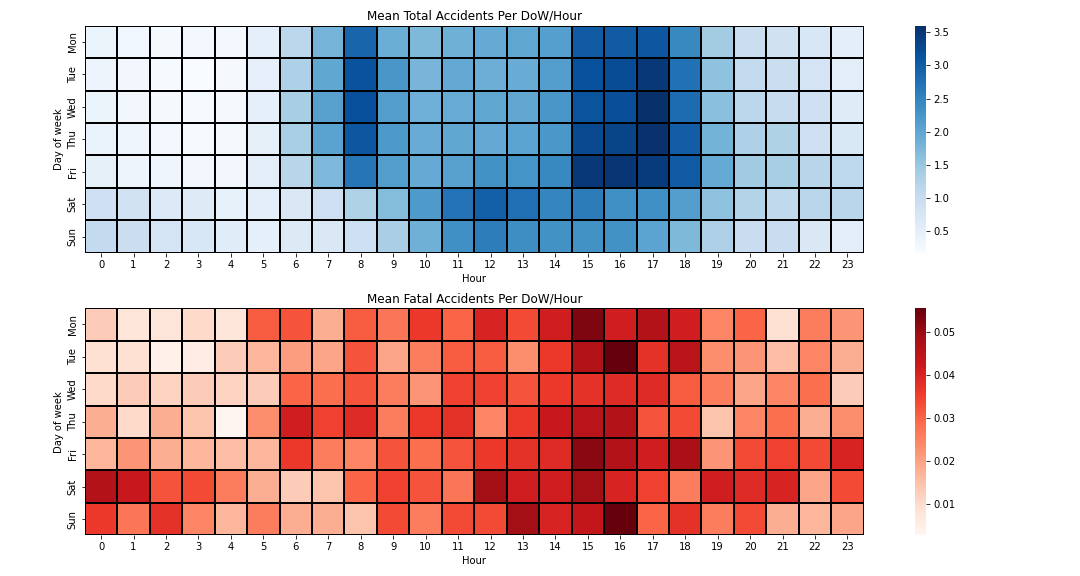 Mean Total Accidents Per DoW/Hour
Day of week
Mon
Tue
Wed
Thu
Fri
Sat
Sun
0 1 2 3 4 5 6 7 8 9 10 11 12 13 14 15 16 17 18 19 20 21 22 23
Hour
3.5
3.0
2.5
2.0
1.5
1.0
0.5
Mean Fatal Accidents Per DoW/Hour
Day of week
Mon
Tue
Wed
Thu
Fri
Sat
Sun
0 1 2 3 4 5 6 7 8 9 10 11 12 13 14 15 16 17 18 19 20 21 22 23
Hour
0.05
0.04
0.03
0.02
0.01